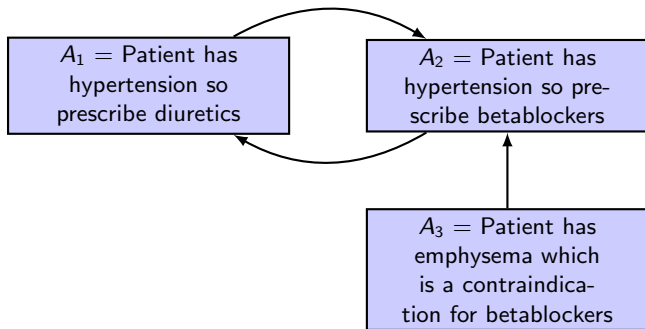 A₁ = Patient has
hypertension so
prescribe diuretics
A₂ = Patient has
hypertension so pre-
scribe betablockers
A₃ = Patient has
emphysema which
is a contraindica-
tion for betablockers